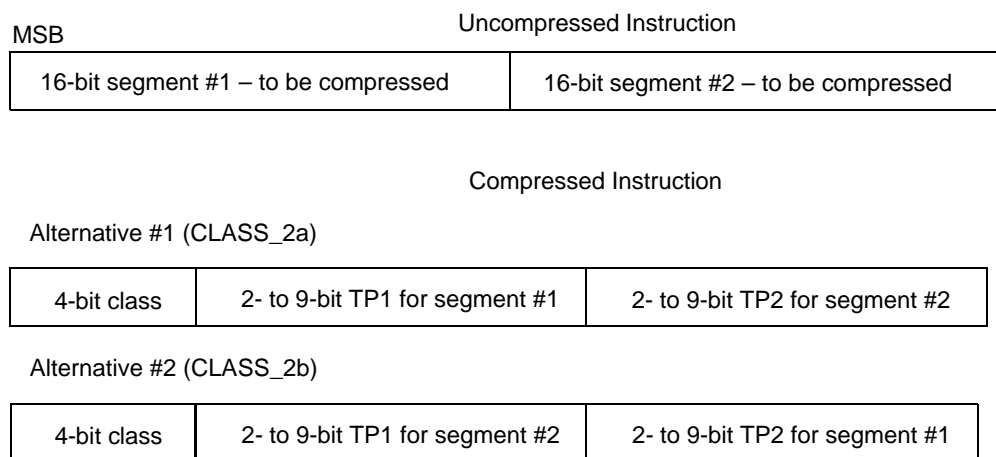 Uncompressed Instruction
MSB
16-bit segment #1 – to be compressed
16-bit segment #2 – to be compressed
Compressed Instruction
Alternative #1 (CLASS_2a)
4-bit class
2- to 9-bit TP1 for segment #1
2- to 9-bit TP2 for segment #2
Alternative #2 (CLASS_2b)
4-bit class
2- to 9-bit TP1 for segment #2
2- to 9-bit TP2 for segment #1